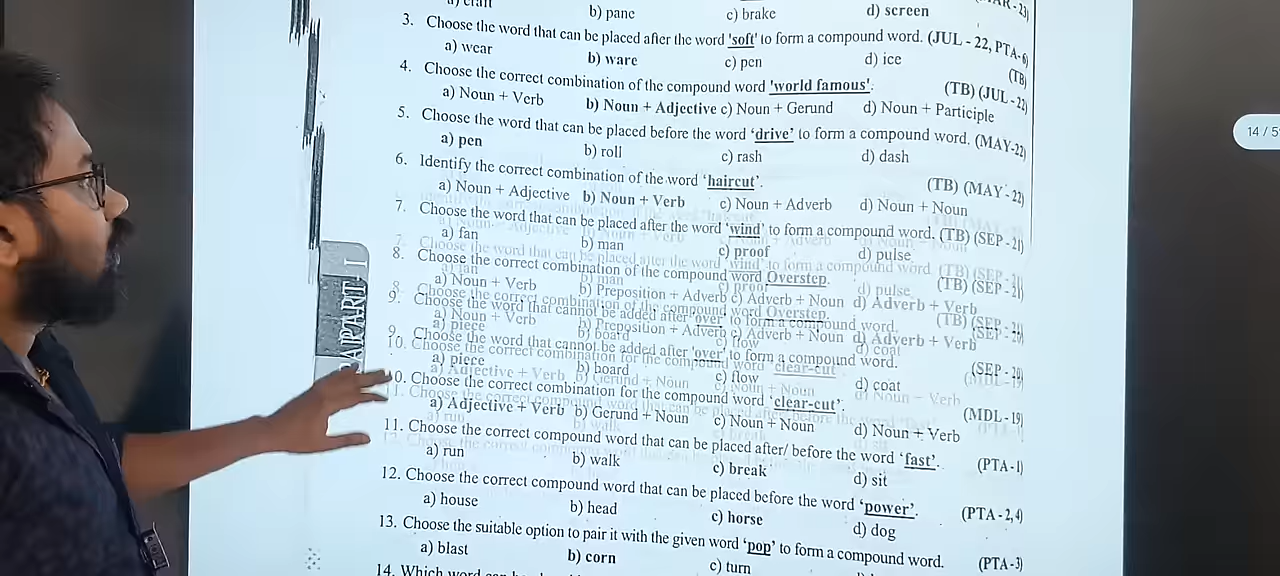 b) pane c) brake d) screen
3. Choose the word that can be placed after the word 'soft' to form a compound word. (JUL - 22, PTA-6)
a) wear b) ware c) pen d) ice (TB)
4. Choose the correct combination of the compound word 'world famous'. (TB) (JUL - 22)
a) Noun + Verb b) Noun + Adjective c) Noun + Gerund d) Noun + Participle
5. Choose the word that can be placed before the word 'drive' to form a compound word. (MAY-22)
a) pen b) roll c) rash d) dash
6. Identify the correct combination of the word 'haircut'. (TB) (MAY - 22)
a) Noun + Adjective b) Noun + Verb c) Noun + Adverb d) Noun + Noun
7. Choose the word that can be placed after the word 'wind' to form a compound word. (TB) (SEP - 21)
a) fan b) man c) proof d) pulse
8. Choose the correct combination of the compound word Overstep. (TB) (SEP - 21)
a) Noun + Verb b) Preposition + Adverb c) Adverb + Noun d) Adverb + Verb
9. Choose the word that cannot be added after 'over' to form a compound word. (SEP - 20)
a) piece b) board c) flow d) coat
10. Choose the correct combination for the compound word 'clear-cut'. (MDL - 19)
a) Adjective + Verb b) Gerund + Noun c) Noun + Noun d) Noun + Verb
11. Choose the correct compound word that can be placed after/ before the word 'fast'. (PTA-1)
a) run b) walk c) break d) sit
12. Choose the correct compound word that can be placed before the word 'power'. (PTA - 2,4)
a) house b) head c) horse d) dog
13. Choose the suitable option to pair it with the given word 'pop' to form a compound word. (PTA -3)
a) blast b) corn c) turn
14. Which word
PART I
14 / 5